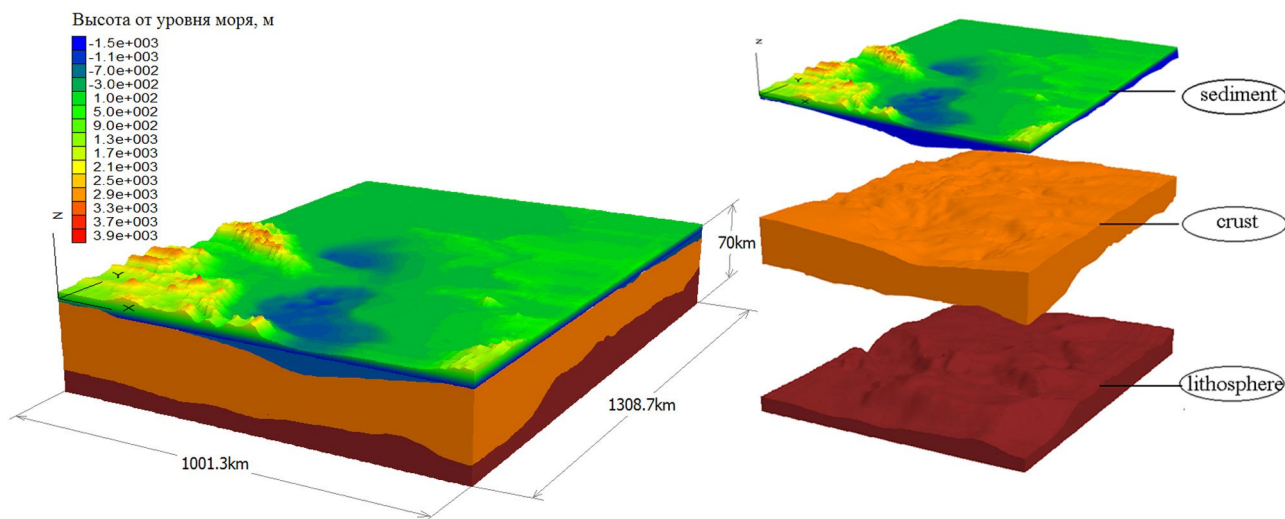 Высота от уровня моря, м
-1.5e+003
-1.1e+003
-7.0e+002
-3.0e+002
1.0e+002
5.0e+002
9.0e+002
1.3e+003
1.7e+003
2.1e+003
2.5e+003
2.9e+003
3.3e+003
3.7e+003
3.9e+003
Z
Y
X
70km
1308.7km
1001.3km
Z
Y
X
sediment
crust
lithosphere